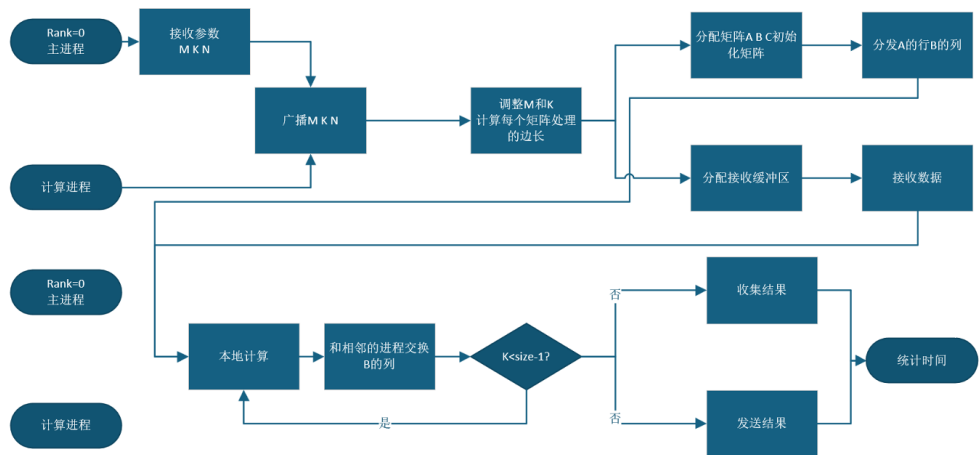 Rank=0
主进程
接收参数
M K N
广播M K N
计算进程
调整M和K
计算每个矩阵处理
的边长
分配矩阵A B C初始
化矩阵
分发A的行B的列
分配接收缓冲区
接收数据
Rank=0
主进程
计算进程
本地计算
和相邻的进程交换
B的列
K<size-1?
是
否
否
收集结果
发送结果
统计时间